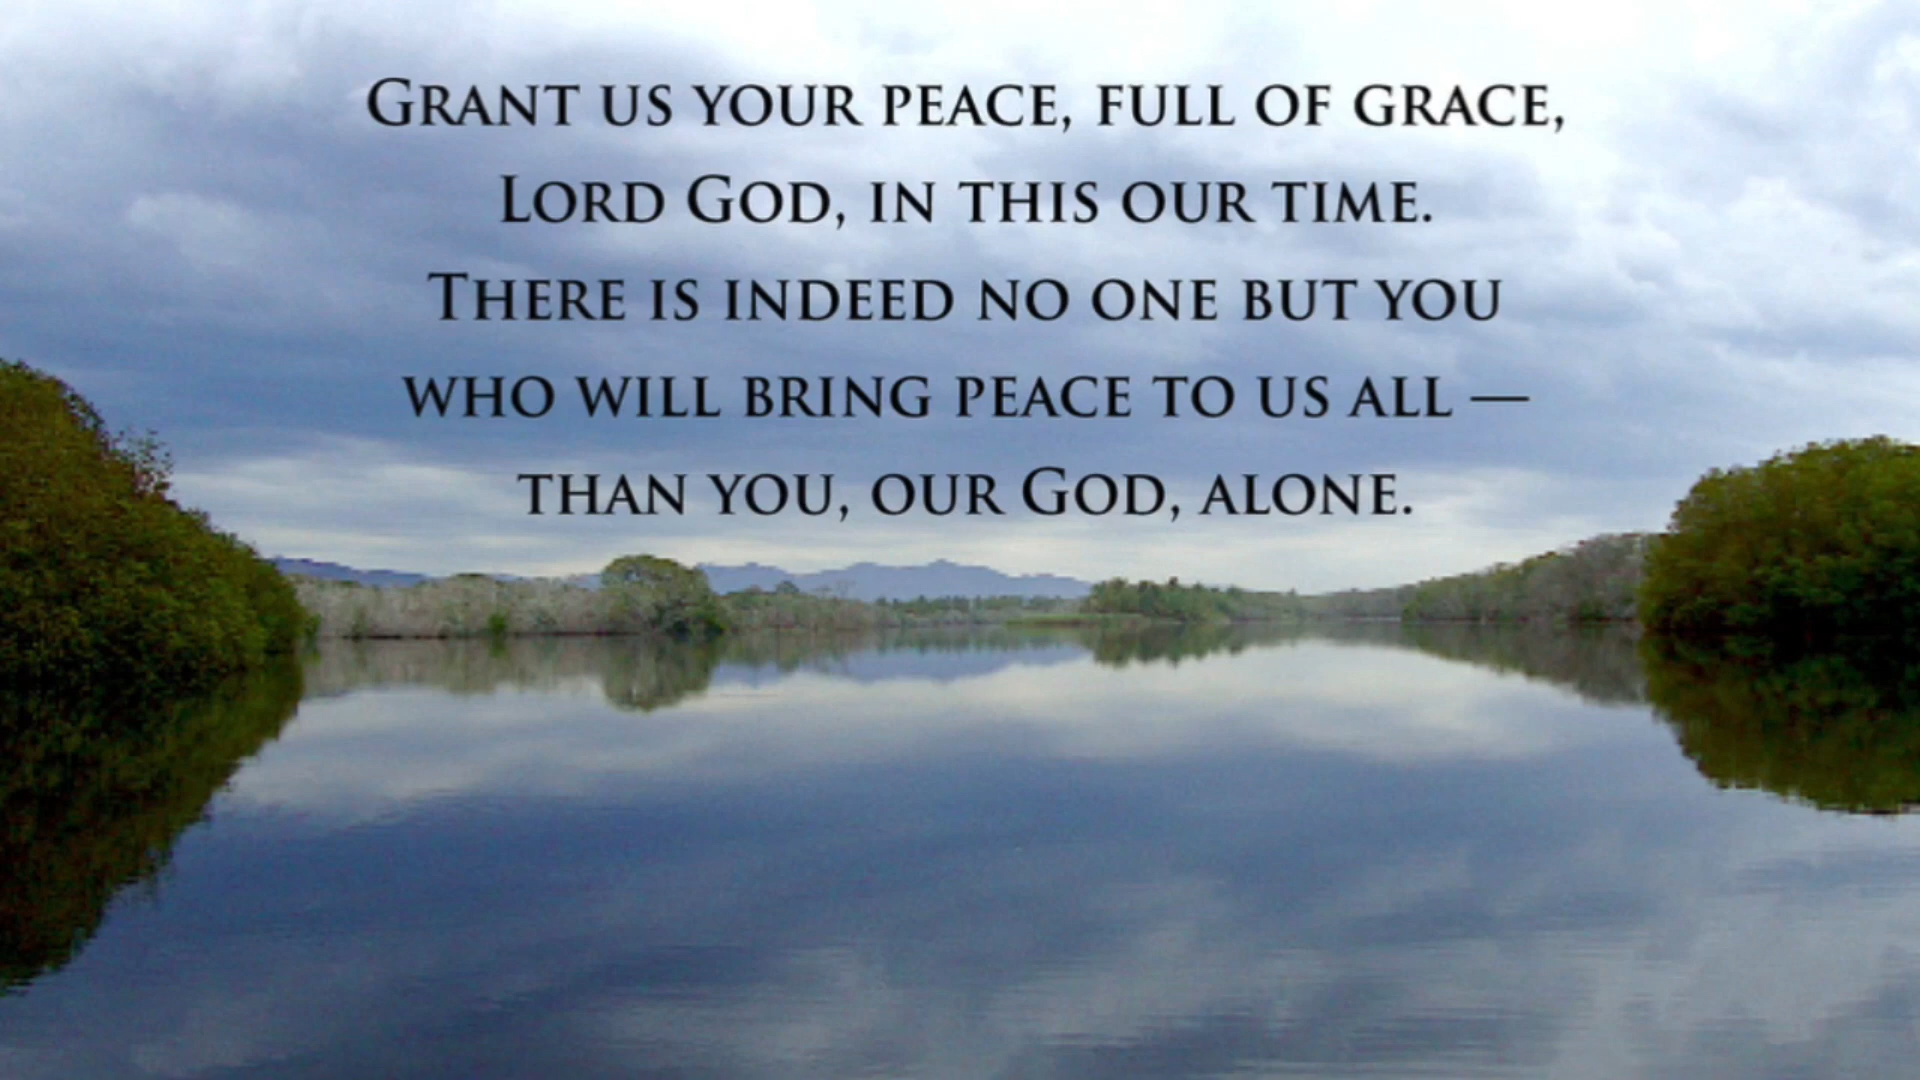 Grant us your peace, full of grace,
Lord God, in this our time.
There is indeed no one but you
who will bring peace to us all —
than you, our God, alone.